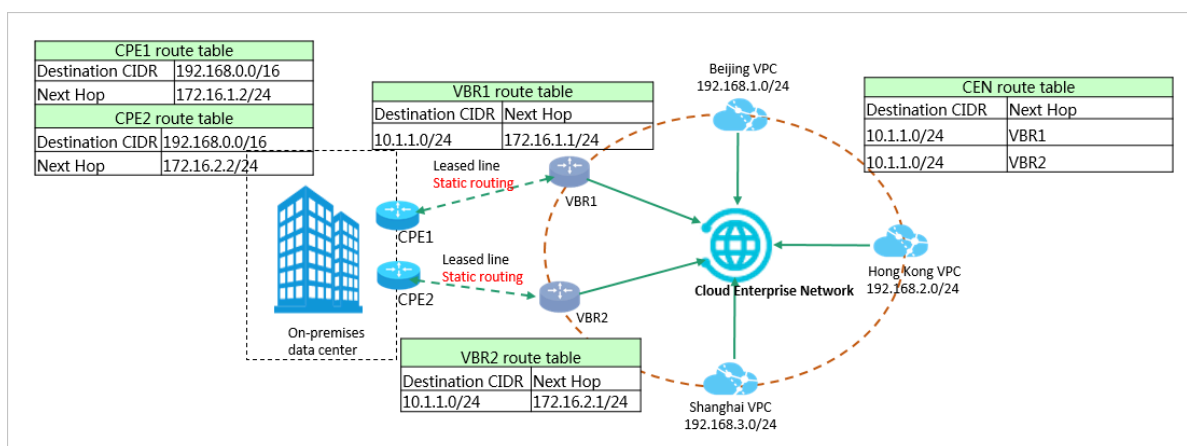 CPE1 route table
Destination CIDR 192.168.0.0/16
Next Hop 172.16.1.2/24
CPE2 route table
Destination CIDR 192.168.0.0/16
Next Hop 172.16.2.2/24
VBR1 route table
Destination CIDR Next Hop
10.1.1.0/24 172.16.1.1/24
Beijing VPC
192.168.1.0/24
CEN route table
Destination CIDR Next Hop
10.1.1.0/24 VBR1
10.1.1.0/24 VBR2
Leased line
Static routing
VBR1
CPE1
Leased line
Static routing
CPE2
VBR2
Cloud Enterprise Network
Hong Kong VPC
192.168.2.0/24
On-premises
data center
VBR2 route table
Destination CIDR Next Hop
10.1.1.0/24 172.16.2.1/24
Shanghai VPC
192.168.3.0/24